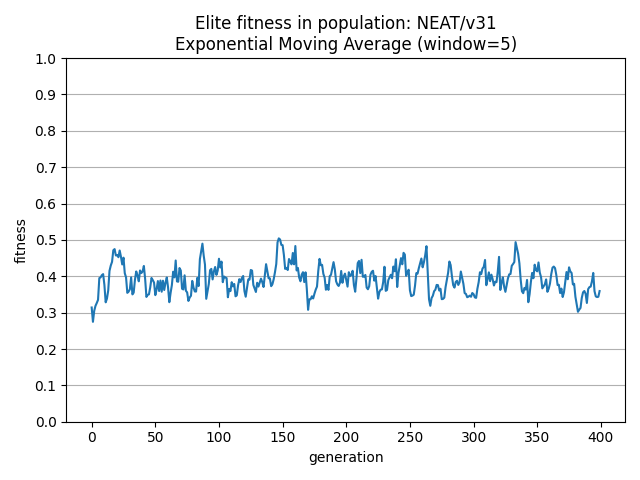 Elite fitness in population: NEAT/v31
Exponential Moving Average (window=5)
1.0
0.9
0.8
0.7
0.6
0.5
0.4
0.3
0.2
0.1
0.0
fitness
0 50 100 150 200 250 300 350 400
generation